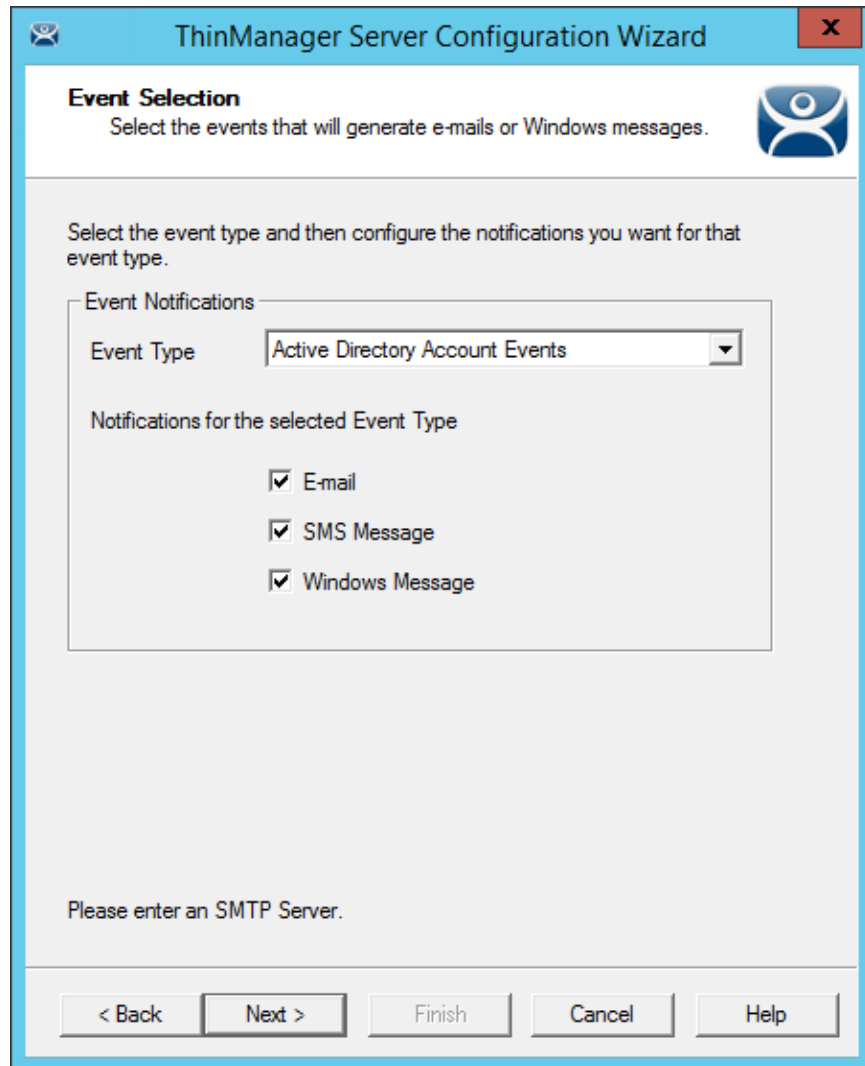 ThinManager Server Configuration Wizard
x
Event Selection
Select the events that will generate e-mails or Windows messages.
Select the event type and then configure the notifications you want for that
event type.
Event Notifications
Event Type
Active Directory Account Events
Notifications for the selected Event Type
E-mail
SMS Message
Windows Message
Please enter an SMTP Server.
< Back
Next >
Finish
Cancel
Help